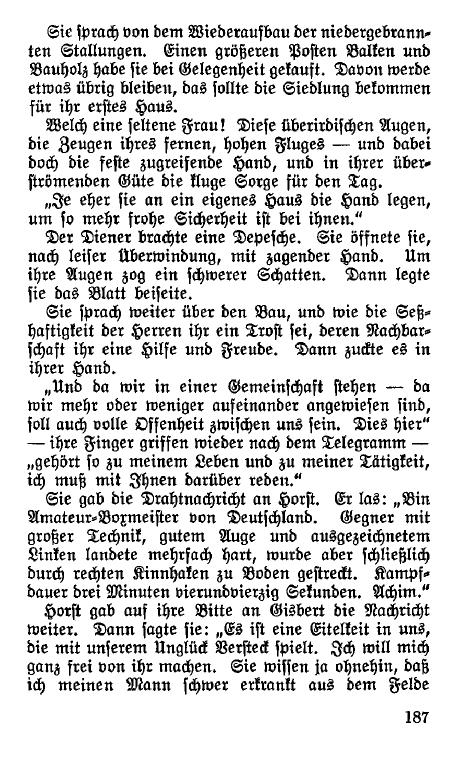 Sie sprach von dem Wiederaufbau der niedergebrann-
ten Stallungen. Einen größeren Posten Balken und
Bauholz habe sie bei Gelegenheit gekauft. Davon werde
etwas übrig bleiben, das sollte die Siedlung bekommen
für ihr erstes Haus.
Welch eine seltene Frau! Diese überirdischen Augen,
die Zeugen ihres fernen, hohen Fluges — und dabei
doch die feste zugreifende Hand, und in ihrer über-
strömenden Güte die kluge Sorge für den Tag.
„Je eher sie an ein eigenes Haus die Hand legen,
um so mehr frohe Sicherheit ist bei ihnen.“
Der Diener brachte eine Depesche. Sie öffnete sie,
nach leiser Überwindung, mit zagender Hand. Um
ihre Augen zog ein schwerer Schatten. Dann legte
sie das Blatt beiseite.
Sie sprach weiter über den Bau, und wie die Seß-
haftigkeit der Herren ihr ein Trost sei, deren Nachbar-
schaft ihr eine Hilfe und Freude. Dann zuckte es in
ihrer Hand.
„Und da wir in einer Gemeinschaft stehen — da
wir mehr oder weniger aufeinander angewiesen sind,
soll auch volle Offenheit zwischen uns sein. Dies hier“
— ihre Finger griffen wieder nach dem Telegramm —
„gehört so zu meinem Leben und zu meiner Tätigkeit,
ich muß mit Ihnen darüber reden.“
Sie gab die Drahtnachricht an Horst. Er las: „Bin
Amateur-Boxmeister von Deutschland. Gegner mit
großer Technik, gutem Auge und ausgezeichnetem
Linken landete mehrfach hart, wurde aber schließlich
durch rechten Kinnhaken zu Boden gestreckt. Kampf-
dauer drei Minuten vierundvierzig Sekunden. Achim.“
Horst gab auf ihre Bitte an Gisbert die Nachricht
weiter. Dann sagte sie: „Es ist eine Eitelkeit in uns,
die mit unserem Unglück Versteck spielt. Ich will mich
ganz frei von ihr machen. Sie wissen ja ohnehin, daß
ich meinen Mann schwer erkrankt aus dem Felde
187